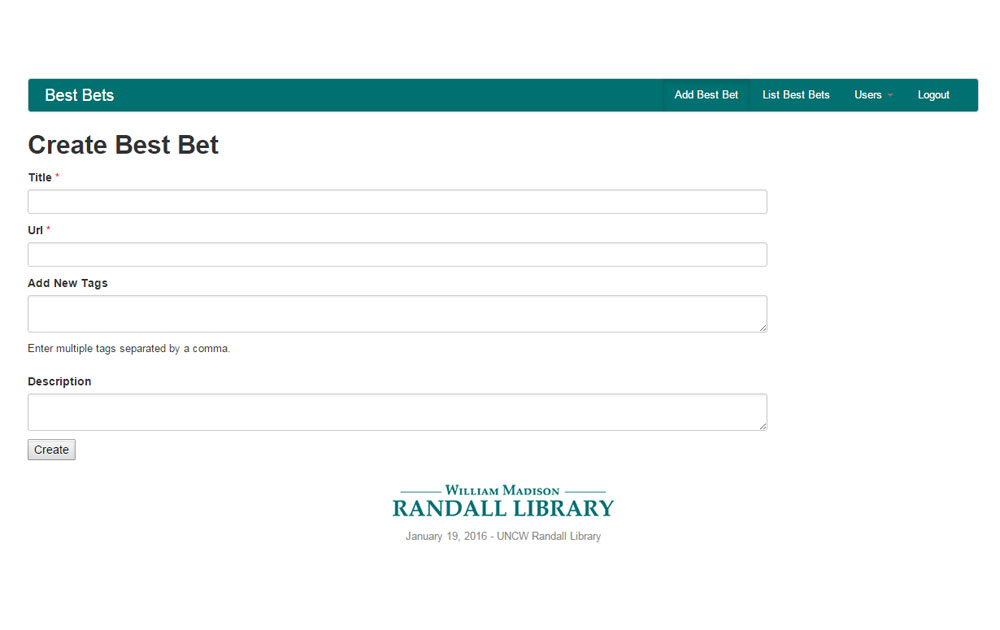 Best Bets Add Best Bet List Best Bets Users Logout
Create Best Bet
Title *
Url *
Add New Tags
Enter multiple tags separated by a comma.
Description
Create
WILLIAM MADISON
RANDALL LIBRARY
January 19, 2016 - UNCW Randall Library